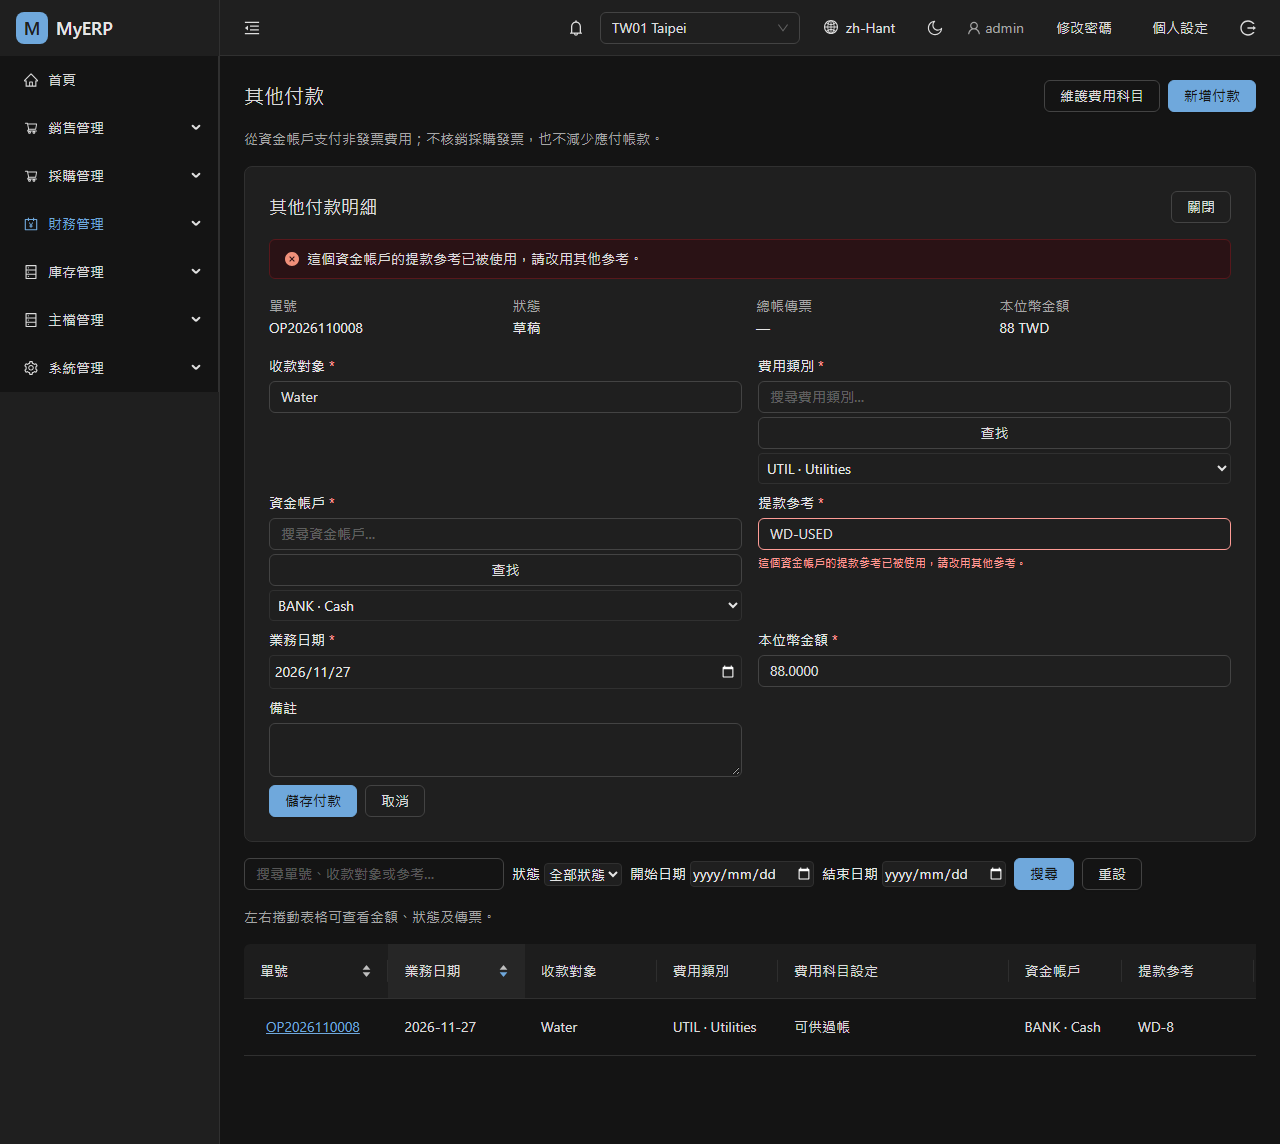 M MyERP
TW01 Taipei
zh-Hant
admin
修改密碼
個人設定
首頁
銷售管理
採購管理
財務管理
庫存管理
主檔管理
系統管理
其他付款
維護費用科目
新增付款
從資金帳戶支付非發票費用；不核銷採購發票，也不減少應付帳款。
其他付款明細
關閉
這個資金帳戶的提款參考已被使用，請改用其他參考。
單號 狀態 總帳傳票 本位幣金額
OP2026110008 草稿 — 88 TWD
收款對象 * 費用類別 *
Water 搜尋費用類別...
查找
UTIL · Utilities
資金帳戶 * 提款參考 *
搜尋資金帳戶... WD-USED
查找 這個資金帳戶的提款參考已被使用，請改用其他參考。
BANK · Cash
業務日期 * 本位幣金額 *
2026/11/27 88.0000
備註
儲存付款 取消
搜尋單號、收款對象或參考... 狀態 全部狀態 開始日期 yyyy/mm/dd 結束日期 yyyy/mm/dd 搜尋 重設
左右捲動表格可查看金額、狀態及傳票。
單號 業務日期 收款對象 費用類別 費用科目設定 資金帳戶 提款參考
OP2026110008 2026-11-27 Water UTIL · Utilities 可供過帳 BANK · Cash WD-8